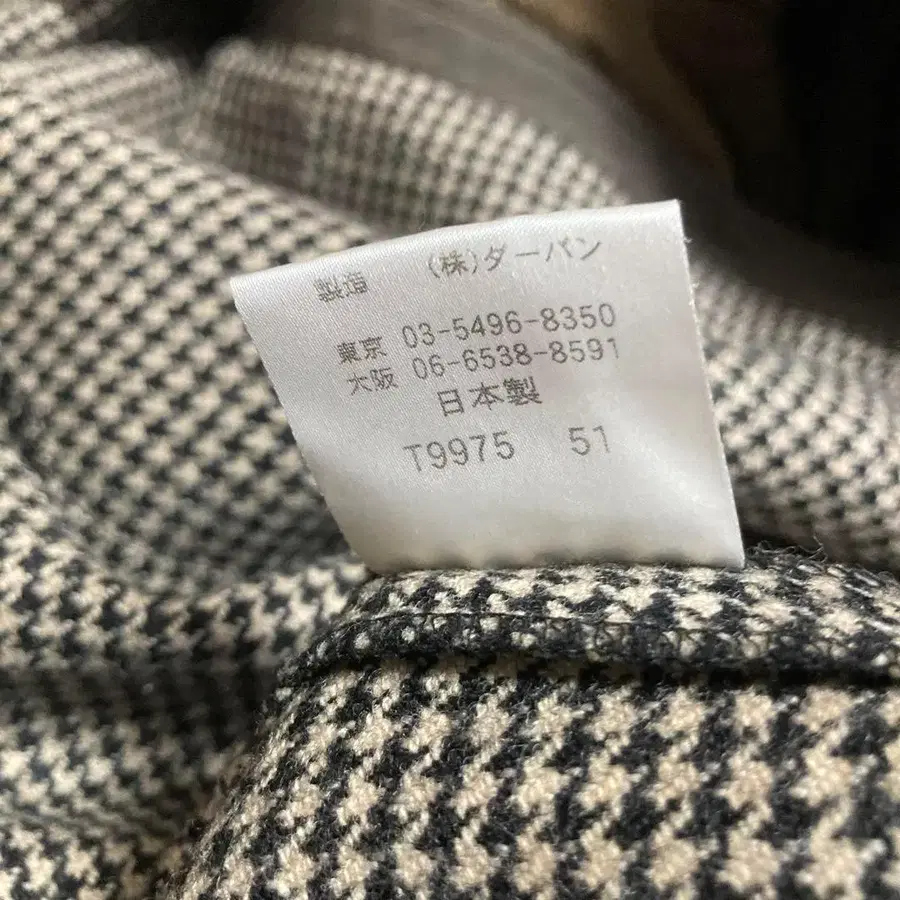 製造 (株)ダーバン
東京 03-5496-8350
大阪 06-6538-8591
日本製
T9975 51